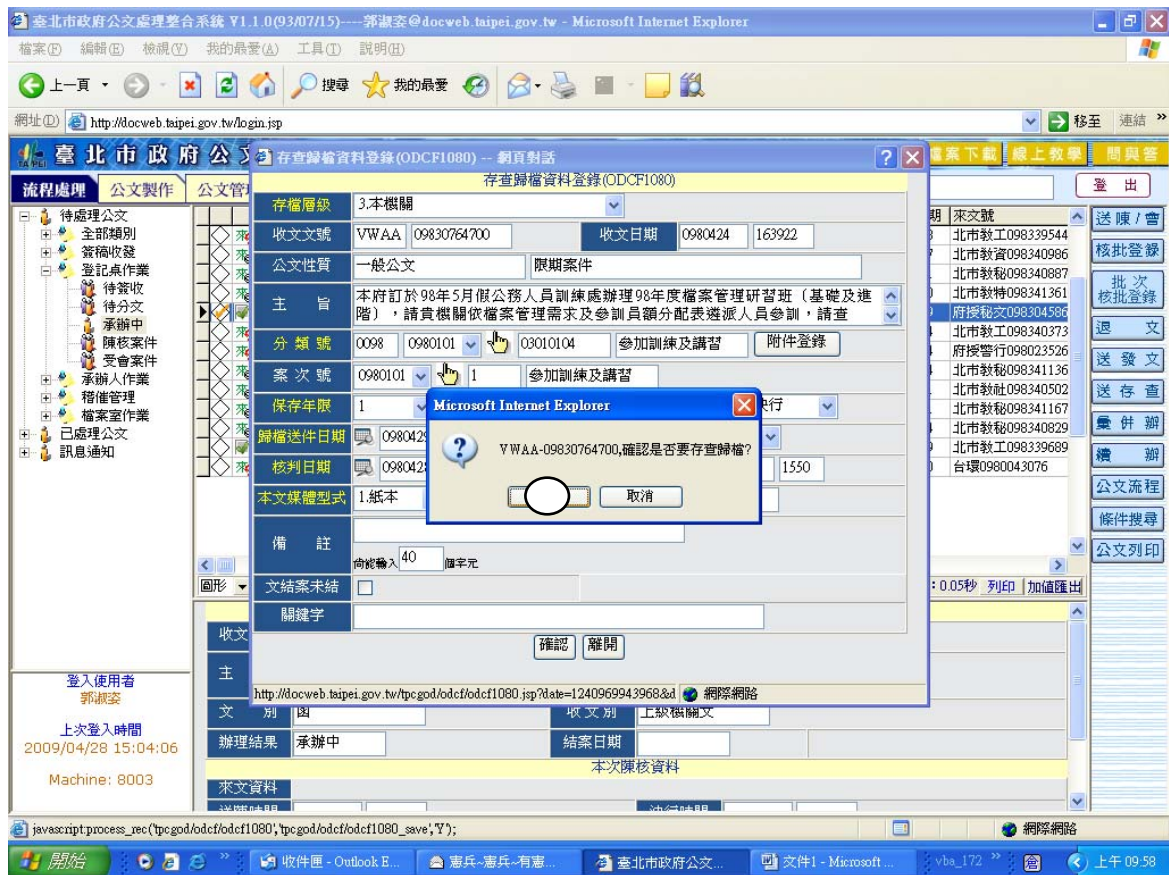 臺北市政府公文處理整合系統 V1.1.0(93/07/15)----郭淑姿@docweb.taipei.gov.tw - Microsoft Internet Explorer
檔案(F) 編輯(E) 檢視(V) 我的最愛(A) 工具(T) 說明(H)
上一頁 搜尋 我的最愛
網址(D) http://docweb.taipei.gov.tw/login.jsp 移至 連結 »
臺北市政府公文
檔案下載 線上教學 問與答
流程處理 公文製作 公文管 登 出
待處理公文
全部類別
簽稿收發
登記桌作業
待簽收
待分文
承辦中
陳核案件
受會案件
承辦人作業
稽催管理
檔案室作業
已處理公文
訊息通知
登入使用者
郭淑姿
上次登入時間
2009/04/28 15:04:06
Machine: 8003
存查歸檔資料登錄(ODCF1080) -- 網頁對話
存查歸檔資料登錄(ODCF1080)
存檔層級 3.本機關
收文文號 VWAA 09830764700 收文日期 0980424 163922
公文性質 一般公文 限期案件
主 旨 本府訂於98年5月假公務人員訓練處辦理98年度檔案管理研習班（基礎及進
階），請貴機關依檔案管理需求及參訓員額分配表遴派人員參訓，請查
分 類 號 0098 0980101 03010104 參加訓練及講習 附件登錄
案 次 號 0980101 1 參加訓練及講習
保存年限 1 決行
歸檔送件日期 0980429
核判日期 0980428 1550
本文媒體型式 1.紙本
備 註
尚能輸入 40 個字元
文結案未結
關鍵字
確認 離開
http://docweb.taipei.gov.tw/tpcgod/odcf/odcf1080.jsp?date=1240969943968&d 網際網路
Microsoft Internet Explorer
VWAA-09830764700,確認是否要存查歸檔?
取消
期 來文號
北市教工098339544
北市教資098340986
北市教秘098340887
北市教特098341361
府授秘文098304586
北市教工098340373
府授警行098023526
北市教秘098341136
北市教社098340502
北市教秘098341167
北市教秘098340829
北市教工098339689
台環0980043076
送陳/會
核批登錄
批 次
核批登錄
退 文
送 發 文
送 存 查
彙 併 辦
續 辦
公文流程
條件搜尋
公文列印
圖形 : 0.05秒 列印 加值匯出
收文
主
文 別 函 收文別 上級機關文
辦理結果 承辦中 結案日期
本次陳核資料
來文資料
送陳時間 決行時間
javascript:process_rec('tpcgod/odcf/odcf1080','tpcgod/odcf/odcf1080_save','Y'); 網際網路
開始 收件匣 - Outlook E... 憲兵~憲兵~有憲... 臺北市政府公文... 文件1 - Microsoft ... vba_172 » 倉 上午 09:58